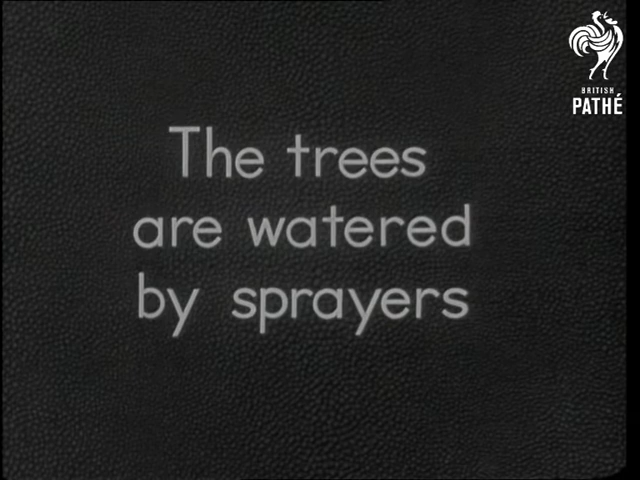 BRITISH
PATHÉ
The trees
are watered
by sprayers